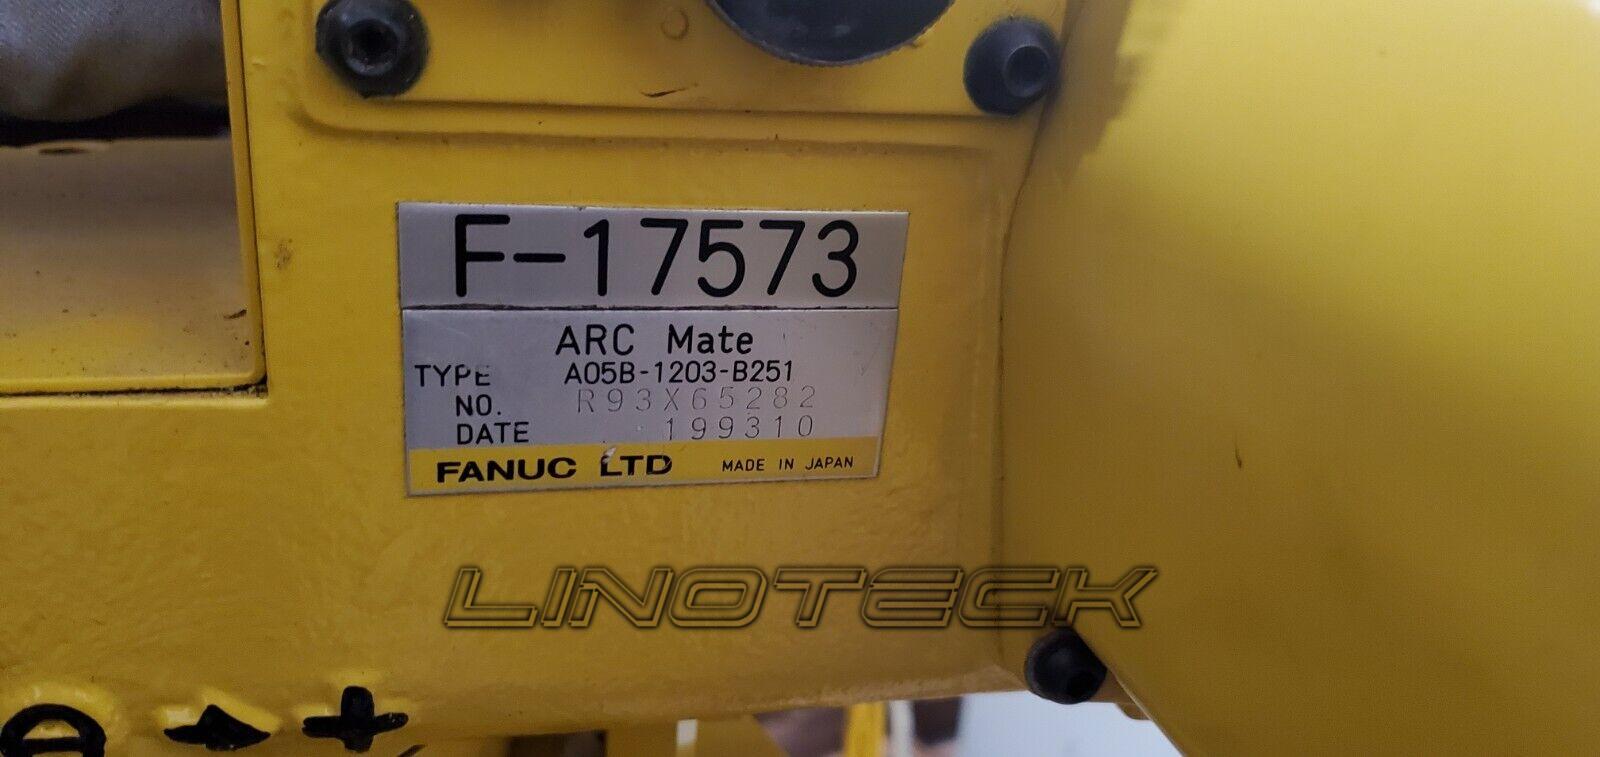 F-17573
ARC Mate
TYPE A05B-1203-B251
NO. R93X65282
DATE 199310
FANUC LTD MADE IN JAPAN
LINOTECK